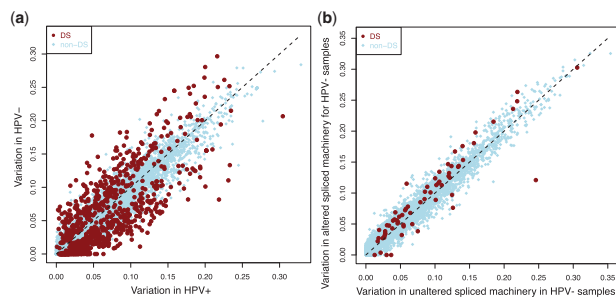 (a)
DS
non-DS
Variation in HPV-
0.00 0.05 0.10 0.15 0.20 0.25 0.30
0.00 0.05 0.10 0.15 0.20 0.25 0.30
Variation in HPV+
(b)
DS
non-DS
Variation in altered spliced machinery for HPV- samples
0.00 0.05 0.10 0.15 0.20 0.25 0.30 0.35
0.00 0.05 0.10 0.15 0.20 0.25 0.30 0.35
Variation in unaltered spliced machinery in HPV- samples